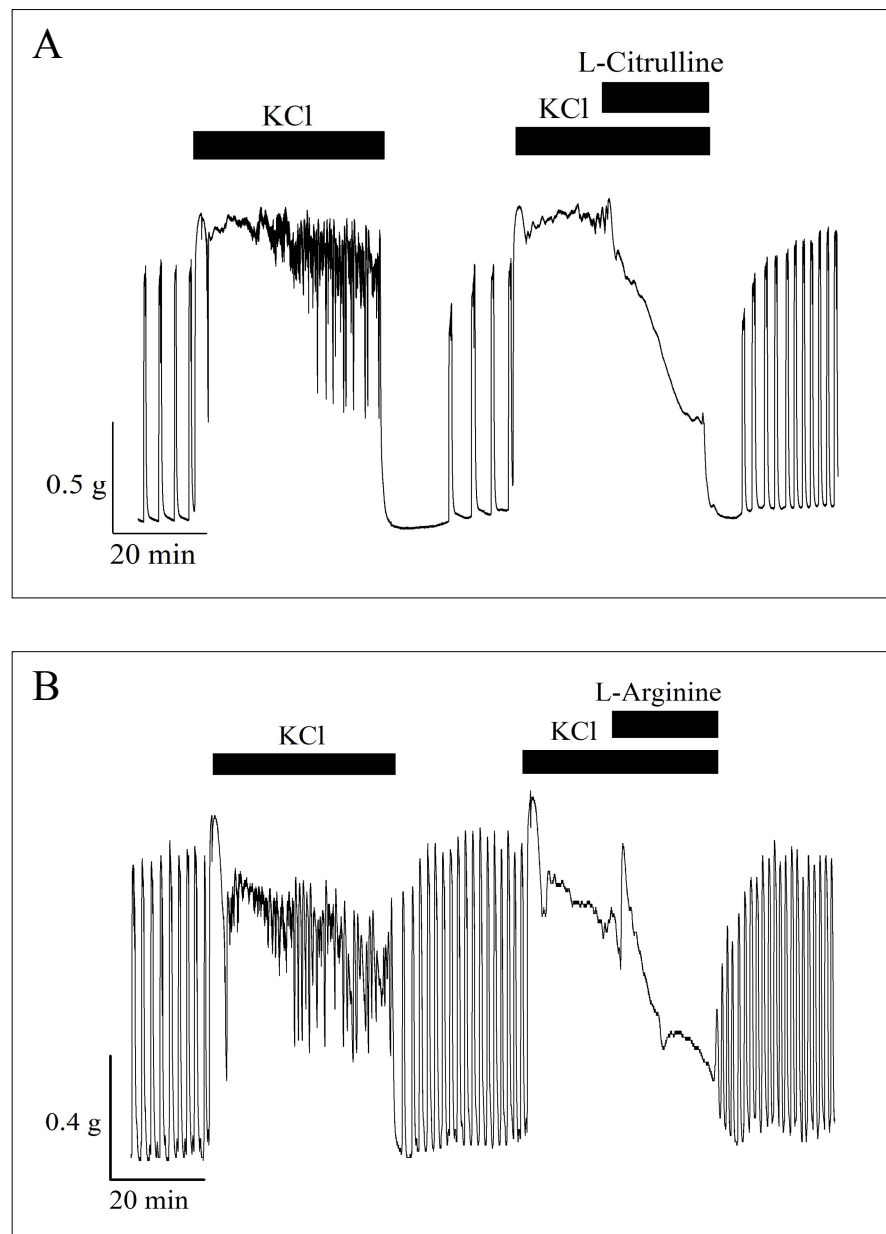 A
L-Citrulline
KCl
KCl
0.5 g
20 min
B
L-Arginine
KCl
KCl
0.4 g
20 min